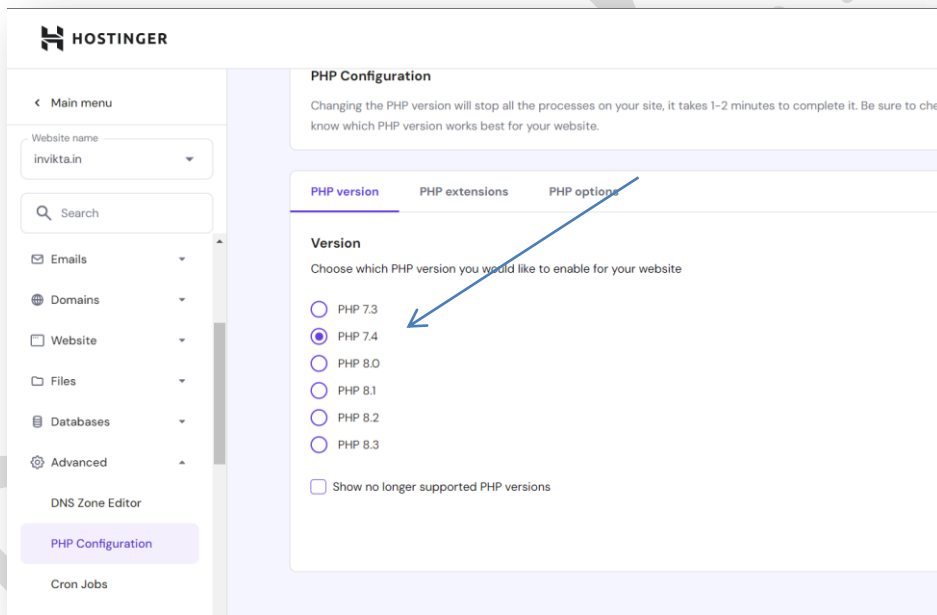 HOSTINGER
Main menu
Website name
invikta.in
Search
Emails
Domains
Website
Files
Databases
Advanced
DNS Zone Editor
PHP Configuration
Cron Jobs
PHP Configuration
Changing the PHP version will stop all the processes on your site, it takes 1-2 minutes to complete it. Be sure to che
know which PHP version works best for your website.
PHP version PHP extensions PHP options
Version
Choose which PHP version you would like to enable for your website
PHP 7.3
PHP 7.4
PHP 8.0
PHP 8.1
PHP 8.2
PHP 8.3
Show no longer supported PHP versions